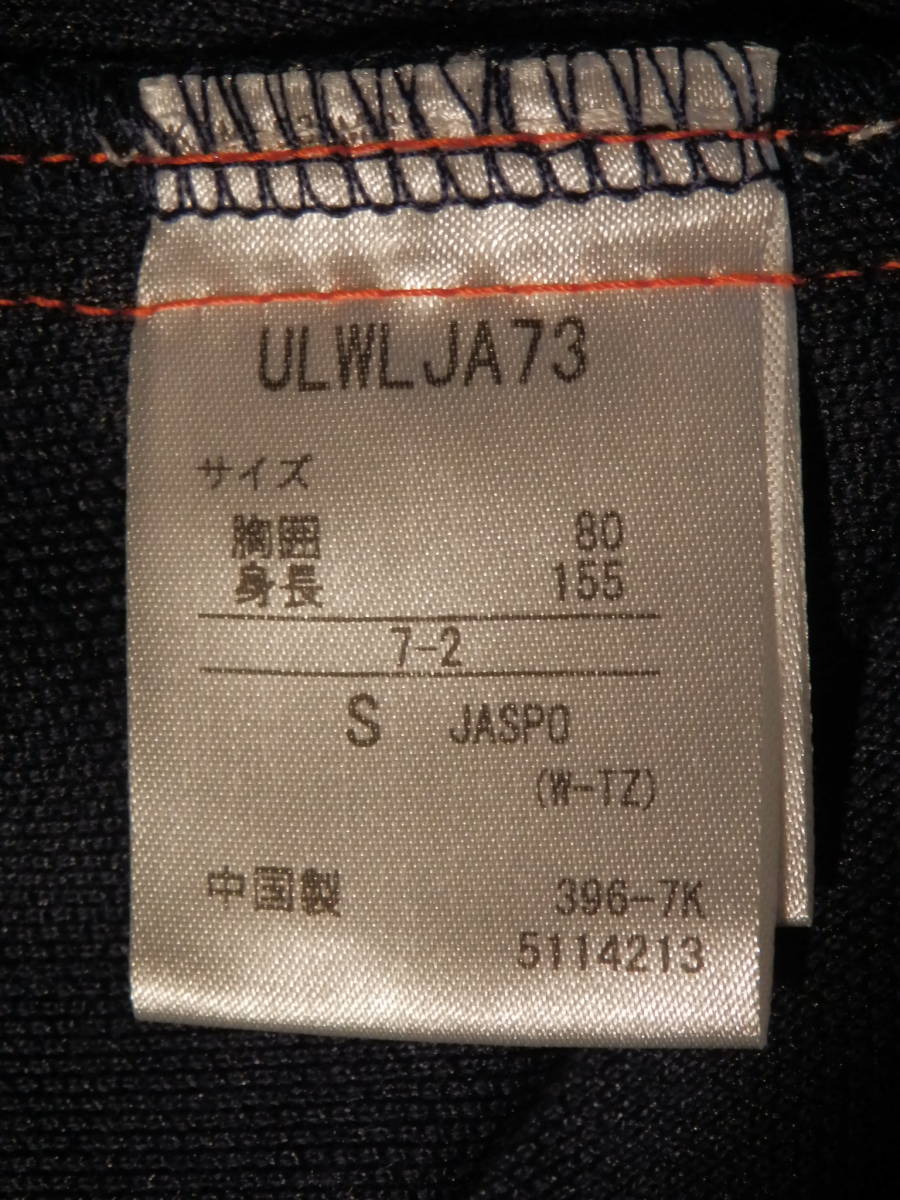 ULWLJA73
サイズ
胸囲 80
身長 155
7-2
S JASPO
(W-TZ)
中国製 396-7K
5114213